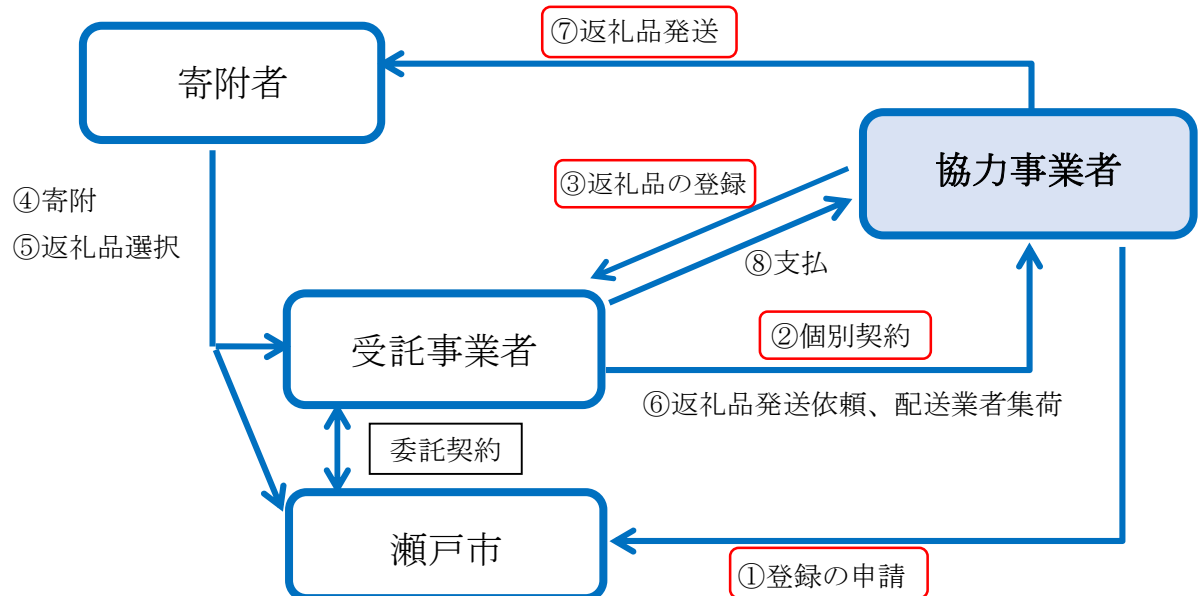 ⑦返礼品発送
寄附者
協力事業者
③返礼品の登録
④寄附
⑤返礼品選択
⑧支払
②個別契約
受託事業者
⑥返礼品発送依頼、配送業者集荷
委託契約
瀬戸市
①登録の申請